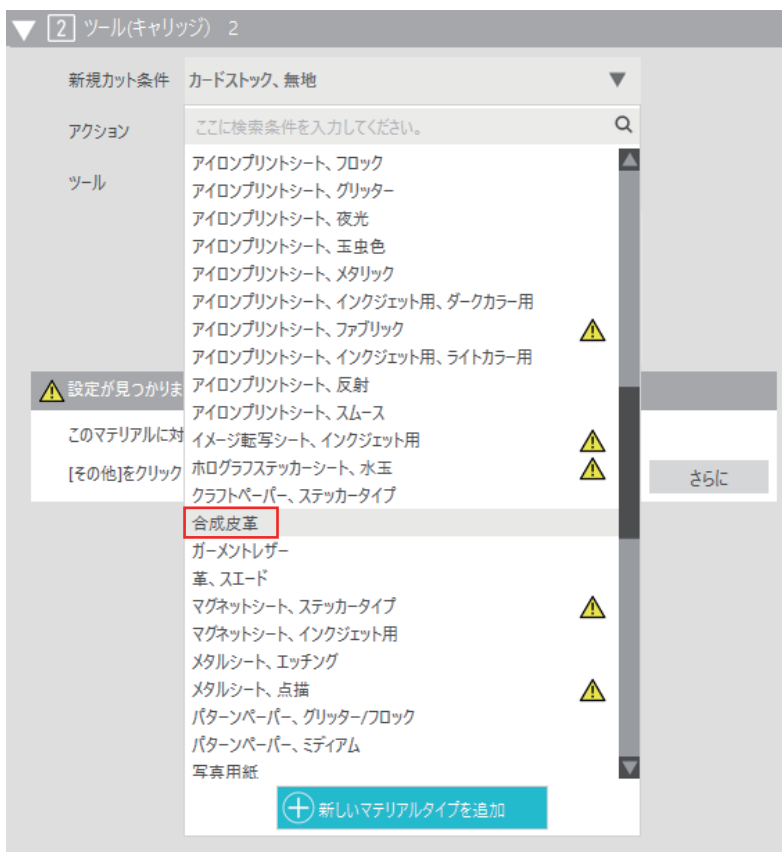 2 ツール(キャリッジ) 2
新規カット条件 カードストック、無地
アクション
ここに検索条件を入力してください。
ツール
アイロンプリントシート、フロック
アイロンプリントシート、グリッター
アイロンプリントシート、夜光
アイロンプリントシート、玉虫色
アイロンプリントシート、メタリック
アイロンプリントシート、インクジェット用、ダークカラー用
アイロンプリントシート、ファブリック
アイロンプリントシート、インクジェット用、ライトカラー用
設定が見つかりま
アイロンプリントシート、反射
アイロンプリントシート、スムース
このマテリアルに対
イメージ転写シート、インクジェット用
[その他]をクリック
ホログラフステッカーシート、水玉
さらに
クラフトペーパー、ステッカータイプ
合成皮革
ガーメントレザー
革、スエード
マグネットシート、ステッカータイプ
マグネットシート、インクジェット用
メタルシート、エッチング
メタルシート、点描
パターンペーパー、グリッター/フロック
パターンペーパー、ミディアム
写真用紙
新しいマテリアルタイプを追加